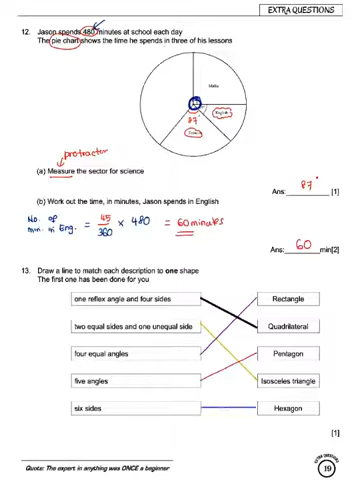 EXTRA QUESTIONS
12. Jason spends 480 minutes at school each day
The pie chart shows the time he spends in three of his lessons
Maths
English
87°
Science
protractor
(a) Measure the sector for science
87°
Ans: [1]
(b) Work out the time, in minutes, Jason spends in English
No. of min. in Eng. = 45/360 × 480 = 60 minutes
Ans: 60 min[2]
13. Draw a line to match each description to one shape
The first one has been done for you
one reflex angle and four sides Rectangle
two equal sides and one unequal side Quadrilateral
four equal angles Pentagon
five angles Isosceles triangle
six sides Hexagon
[1]
Quote: The expert in anything was ONCE a beginner
EXTRA QUESTIONS
19